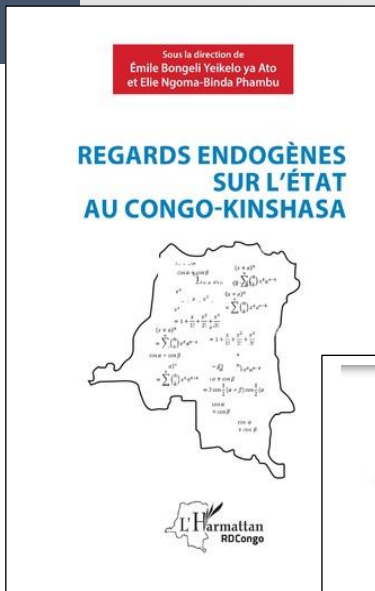 Sous la direction de
Émile Bongeli Yeikelo ya Ato
et Elie Ngoma-Binda Phambu
REGARDS ENDOGÈNES
SUR L'ÉTAT
AU CONGO-KINSHASA
L'Harmattan
RDCongo